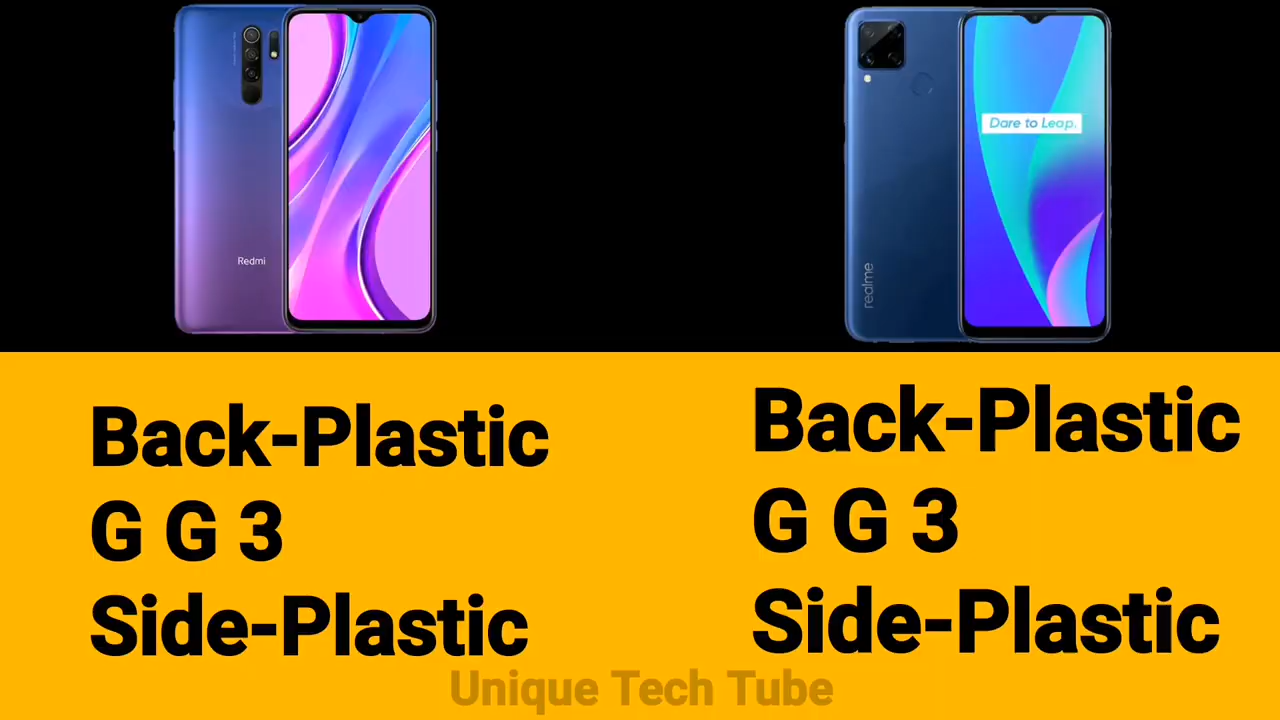 Redmi
realme
Dare to Leap.
Back-Plastic
G G 3
Side-Plastic
Back-Plastic
G G 3
Side-Plastic
Unique Tech Tube